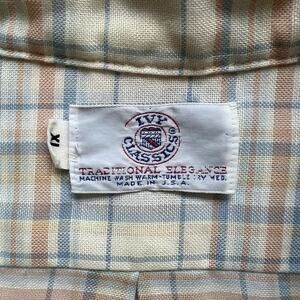 IVY
CLASSICS®
TRADITIONAL ELEGANCE
MACHINE WASH WARM-TUMBLE DRY MED.
MADE IN U.S.A.
XL